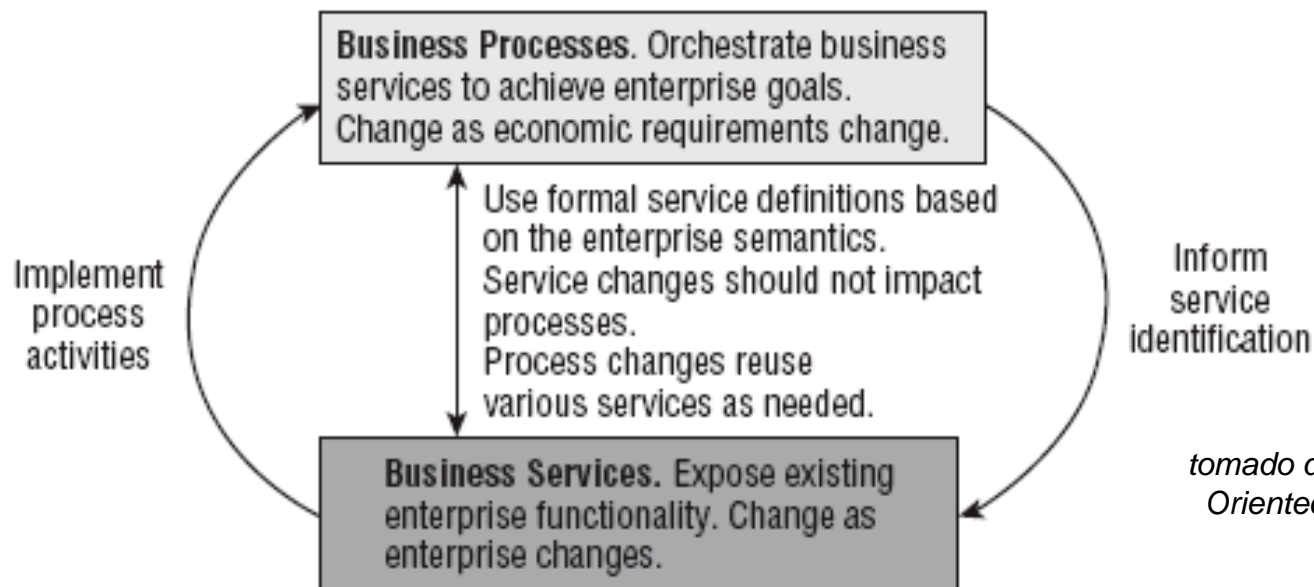 Business Processes. Orchestrate business
services to achieve enterprise goals.
Change as economic requirements change.
Use formal service definitions based
on the enterprise semantics.
Service changes should not impact
processes.
Process changes reuse
various services as needed.
Implement
process
activities
Inform
service
identification
Business Services. Expose existing
enterprise functionality. Change as
enterprise changes.
tomado